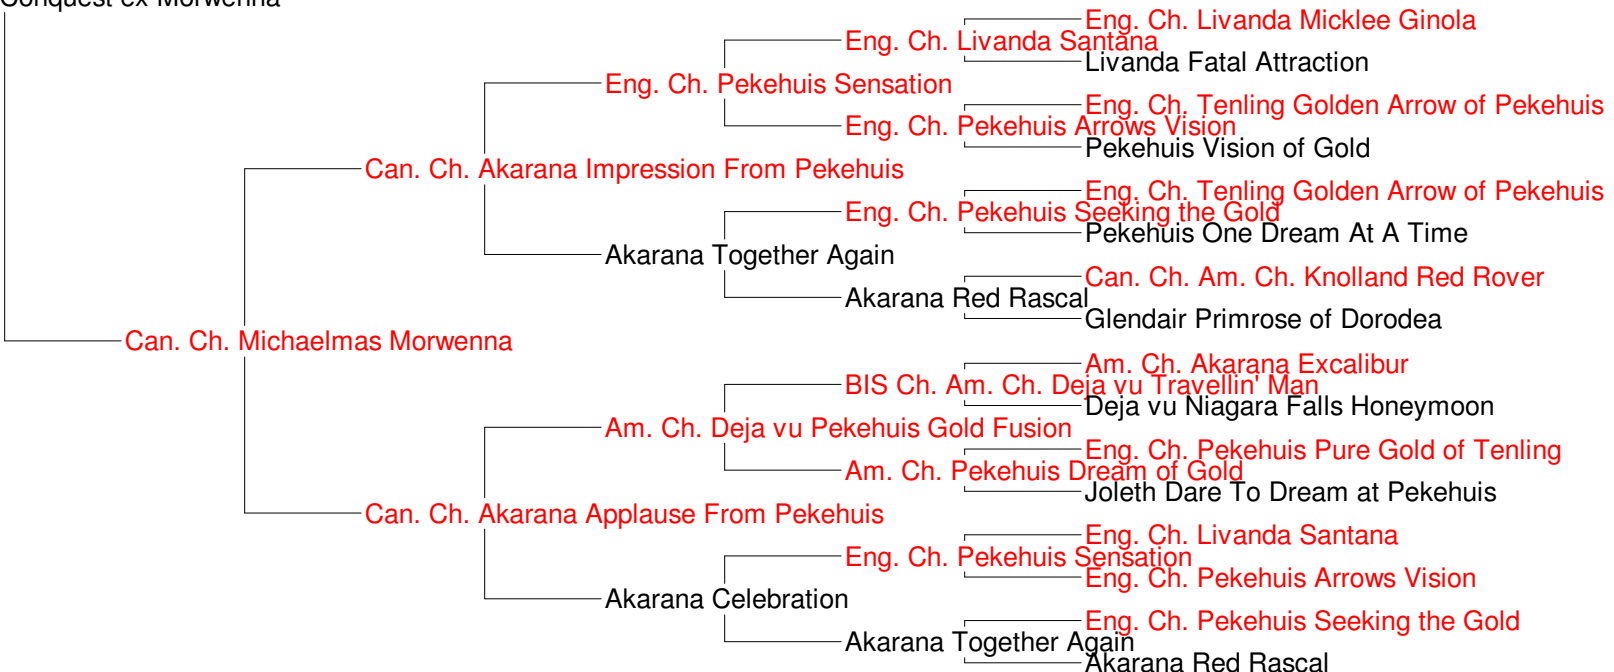 Conquest ex Morwenna
Eng. Ch. Livanda Micklee Ginola
Eng. Ch. Livanda Santana
Livanda Fatal Attraction
Eng. Ch. Pekehuis Sensation
Eng. Ch. Tenling Golden Arrow of Pekehuis
Eng. Ch. Pekehuis Arrows Vision
Pekehuis Vision of Gold
Can. Ch. Akarana Impression From Pekehuis
Eng. Ch. Tenling Golden Arrow of Pekehuis
Eng. Ch. Pekehuis Seeking the Gold
Pekehuis One Dream At A Time
Akarana Together Again
Can. Ch. Am. Ch. Knolland Red Rover
Akarana Red Rascal
Glendair Primrose of Dorodea
Can. Ch. Michaelmas Morwenna
Am. Ch. Akarana Excalibur
BIS Ch. Am. Ch. Deja vu Travellin' Man
Deja vu Niagara Falls Honeymoon
Am. Ch. Deja vu Pekehuis Gold Fusion
Eng. Ch. Pekehuis Pure Gold of Tenling
Am. Ch. Pekehuis Dream of Gold
Joleth Dare To Dream at Pekehuis
Can. Ch. Akarana Applause From Pekehuis
Eng. Ch. Livanda Santana
Eng. Ch. Pekehuis Sensation
Eng. Ch. Pekehuis Arrows Vision
Akarana Celebration
Eng. Ch. Pekehuis Seeking the Gold
Akarana Together Again
Akarana Red Rascal